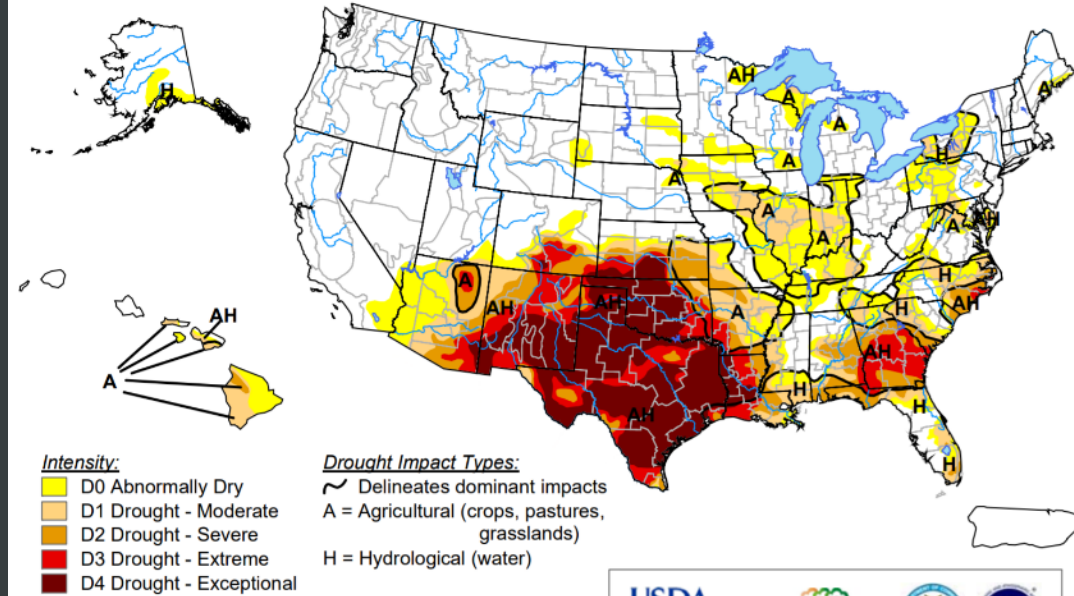 H
AH
A
A
A
H
A
A
AH
A
A
A
H
AH
AH
A
H
AH
AH
A
AH
H
H
AH
H
AH
A
Intensity:
D0 Abnormally Dry
D1 Drought - Moderate
D2 Drought - Severe
D3 Drought - Extreme
D4 Drought - Exceptional
Drought Impact Types:
Delineates dominant impacts
A = Agricultural (crops, pastures,
grasslands)
H = Hydrological (water)
USDA